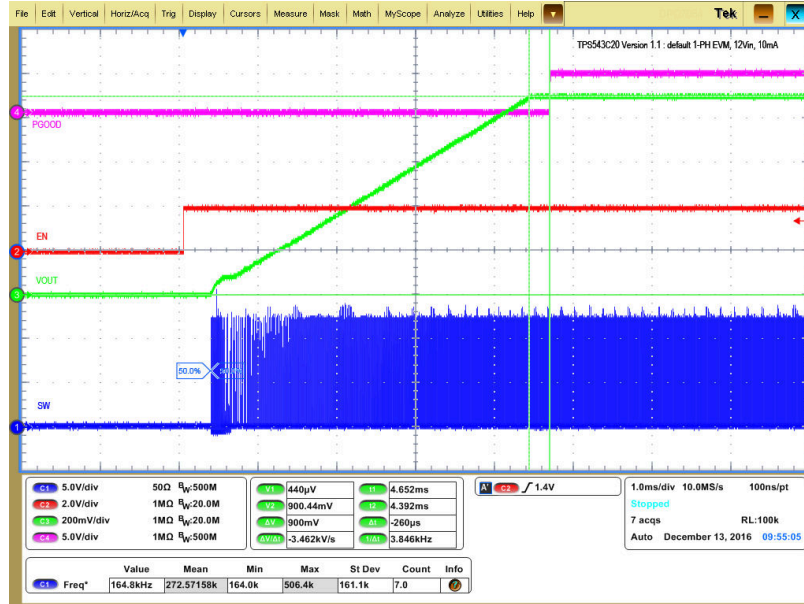 File Edit Vertical Horiz/Acq Trig Display Cursors Measure Mask Math MyScope Analyze Utilities Help Tek X
TPS543C20 Version 1.1 : default 1-PH EVM, 12Vin, 10mA
4
PGOOD
EN
2
VOUT
3
50.0%
SW
1
C1 5.0V/div 50Ω BW:500M
C2 2.0V/div 1MΩ BW:20.0M
C3 200mV/div 1MΩ BW:20.0M
C4 5.0V/div 1MΩ BW:500M
V1 440µV t1 4.652ms
V2 900.44mV t2 4.392ms
ΔV 900mV Δt -260µs
ΔV/Δt -3.462kV/s 1/Δt 3.846kHz
A' C2 1.4V
1.0ms/div 10.0MS/s 100ns/pt
Stopped
7 acqs RL:100k
Auto December 13, 2016 09:55:05
Value Mean Min Max St Dev Count Info
C1 Freq* 164.8kHz 272.57158k 164.0k 506.4k 161.1k 7.0